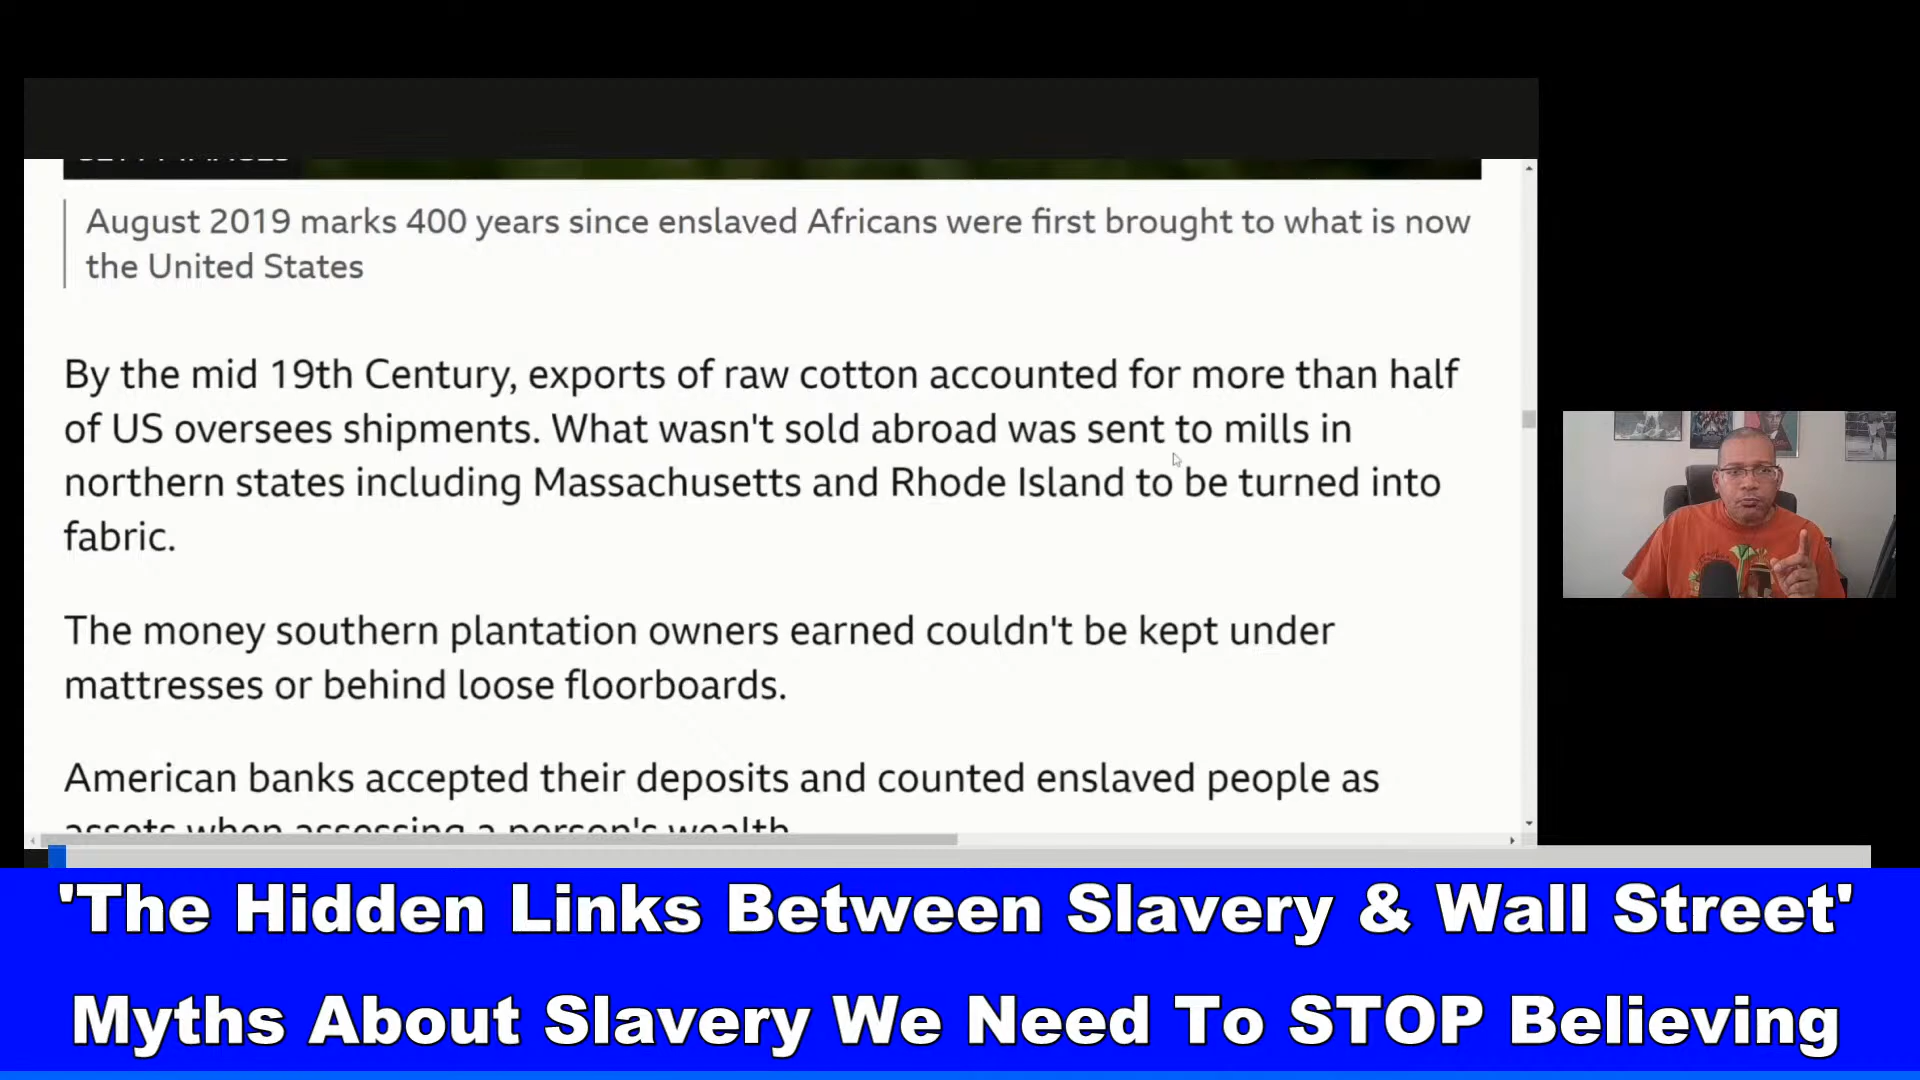 August 2019 marks 400 years since enslaved Africans were first brought to what is now
the United States
By the mid 19th Century, exports of raw cotton accounted for more than half
of US oversees shipments. What wasn't sold abroad was sent to mills in
northern states including Massachusetts and Rhode Island to be turned into
fabric.
The money southern plantation owners earned couldn't be kept under
mattresses or behind loose floorboards.
American banks accepted their deposits and counted enslaved people as
assets when assessing a person's wealth.
'The Hidden Links Between Slavery & Wall Street'
Myths About Slavery We Need To STOP Believing